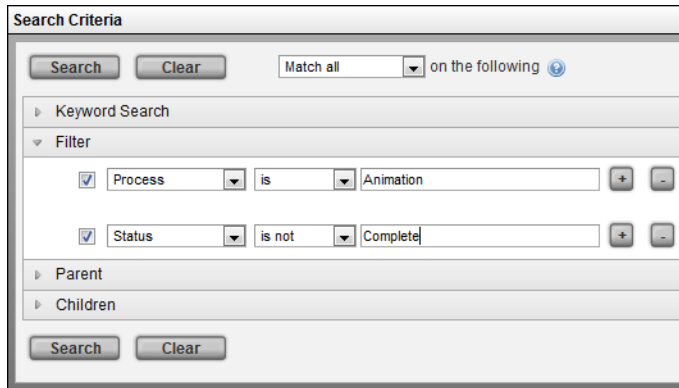 Search Criteria
Search Clear Match all on the following ?
Keyword Search
Filter
Process is Animation + -
Status is not Complete + -
Parent
Children
Search Clear